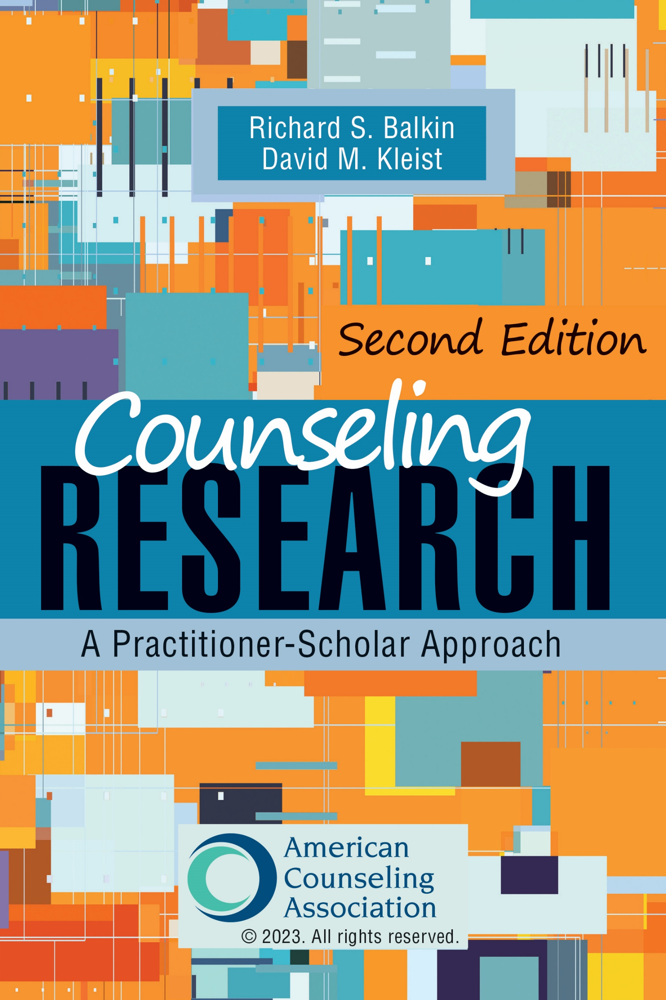 Richard S. Balkin
David M. Kleist
Second Edition
Counseling
RESEARCH
A Practitioner-Scholar Approach
American
Counseling
Association
© 2023. All rights reserved.